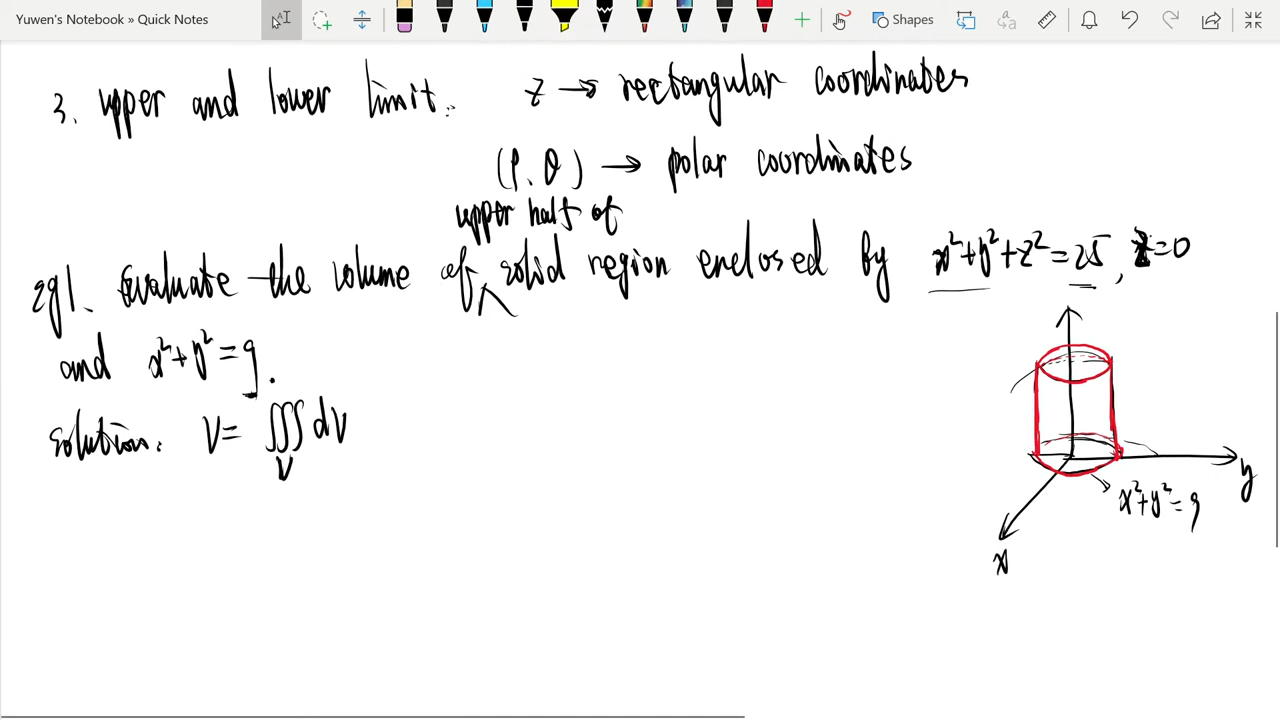 Yuwen's Notebook » Quick Notes
Shapes
3. upper and lower limit. z → rectangular coordinates
(ρ, θ) → polar coordinates
upper half of
eg1. Evaluate the volume of ∧ solid region enclosed by x²+y²+z²=25, z=0
and x²+y²=9.
solution: V= ∭ dV
V
y
x²+y²=9
x